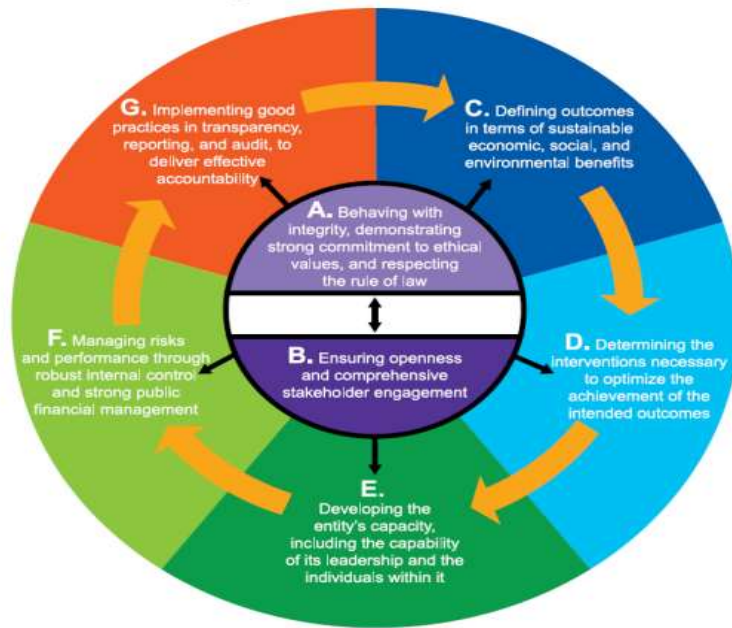 A. Behaving with
integrity, demonstrating
strong commitment to ethical
values, and respecting
the rule of law
B. Ensuring openness
and comprehensive
stakeholder engagement
C. Defining outcomes
in terms of sustainable
economic, social, and
environmental benefits
D. Determining the
interventions necessary
to optimize the
achievement of the
intended outcomes
E.
Developing the
entity's capacity,
including the capability
of its leadership and the
individuals within it
F. Managing risks
and performance through
robust internal control
and strong public
financial management
G. Implementing good
practices in transparency,
reporting, and audit, to
deliver effective
accountability